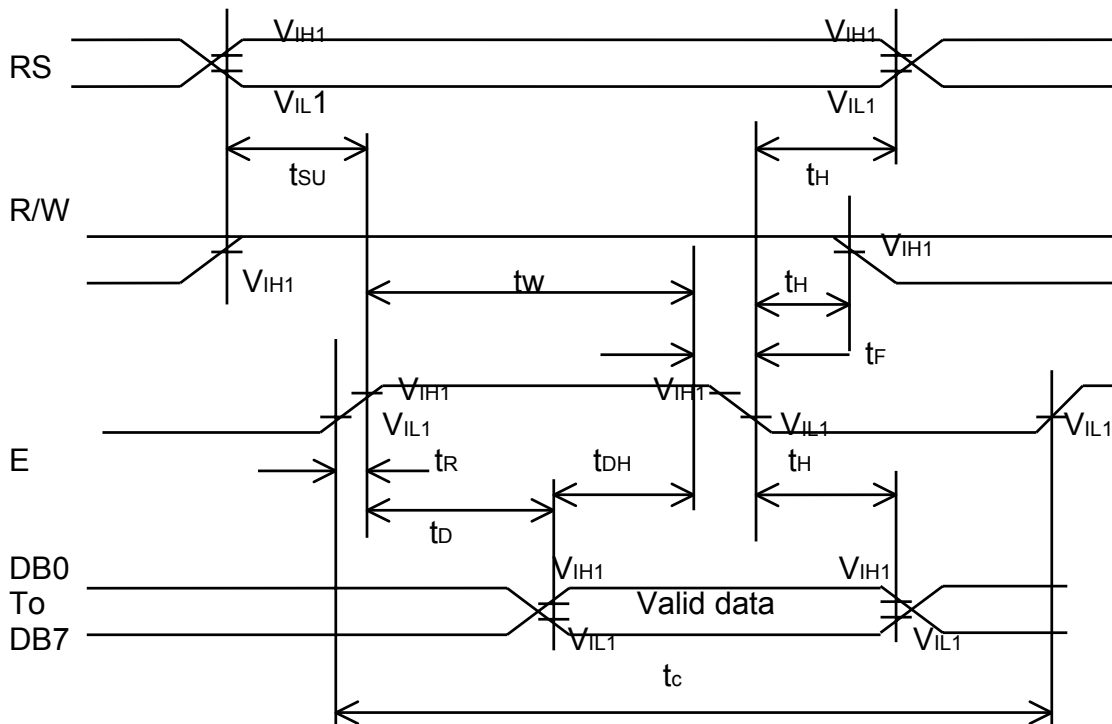 VIH1 VIH1
RS
VIL1 VIL1
tSU tH
R/W
VIH1
VIH1
tW tH
tF
VIH1 VIH1
VIL1 VIL1 VIL1
E
tR tDH tH
tD
DB0 VIH1 VIH1
To Valid data
DB7 VIL1 VIL1
tc